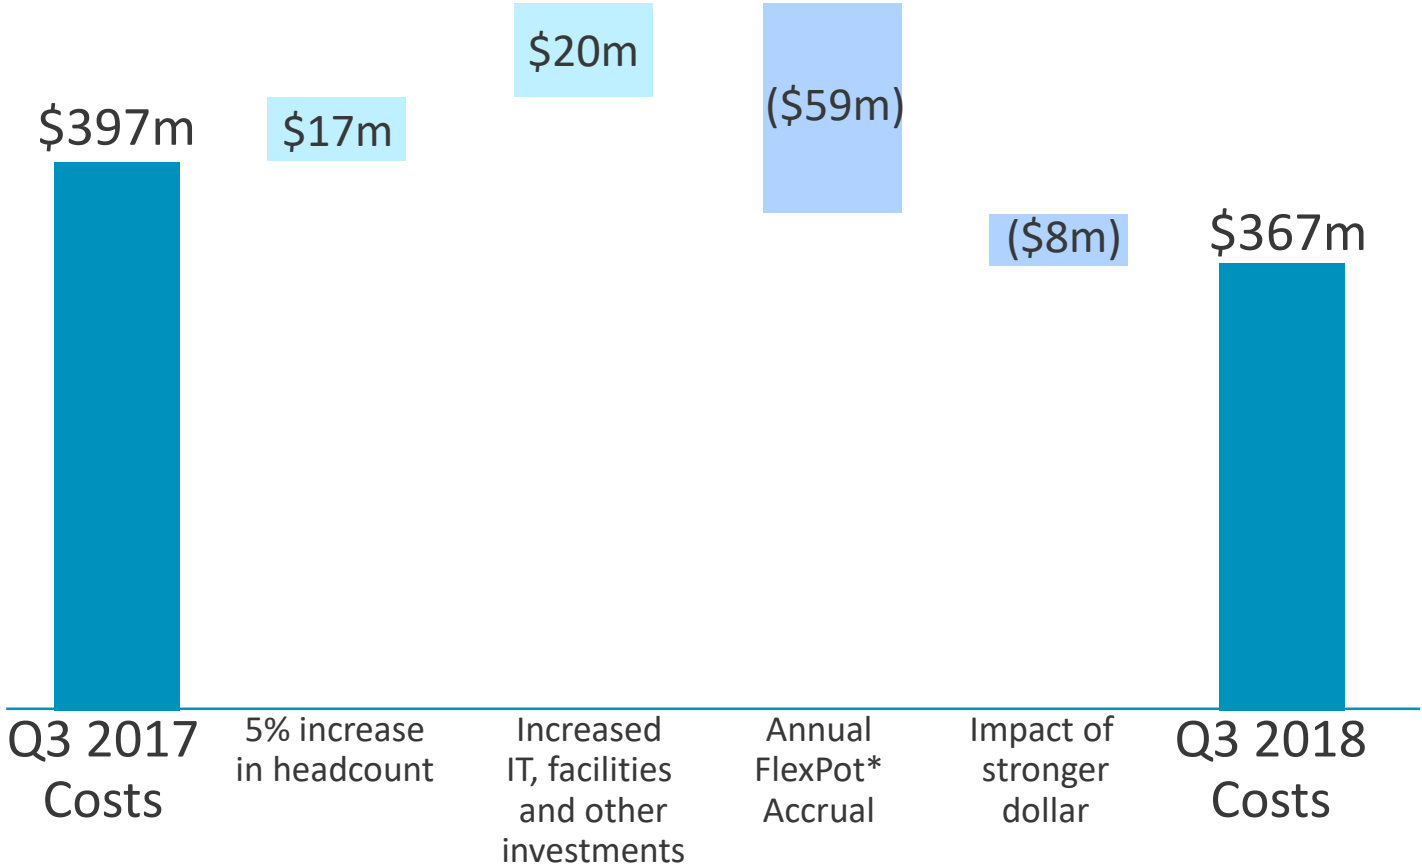 $397m
$17m
$20m
($59m)
($8m)
$367m
Q3 2017
Costs
5% increase
in headcount
Increased
IT, facilities
and other
investments
Annual
FlexPot*
Accrual
Impact of
stronger
dollar
Q3 2018
Costs